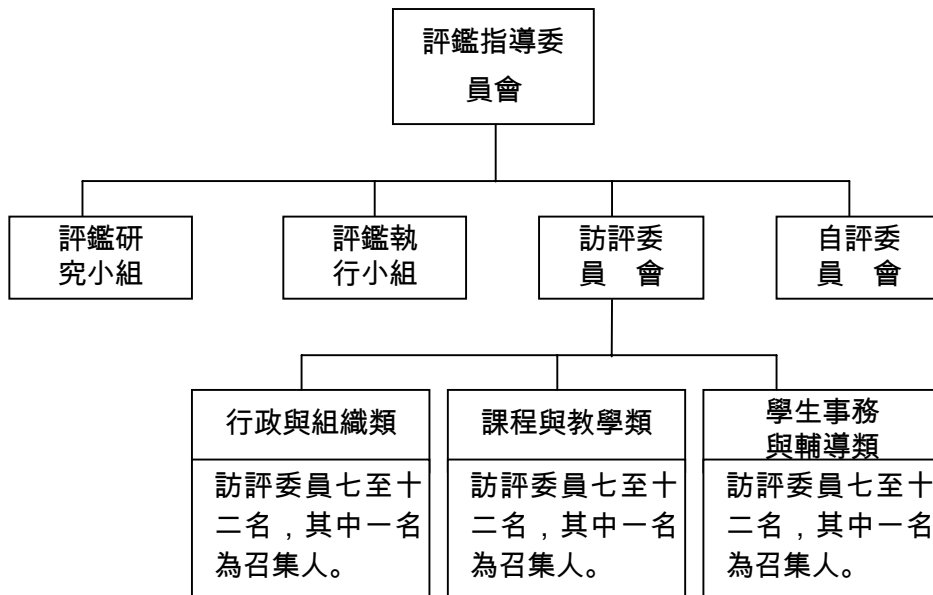 評鑑指導委
員會
評鑑研
究小組
評鑑執
行小組
訪評委
員　會
自評委
員　會
行政與組織類
訪評委員七至十
二名，其中一名
為召集人。
課程與教學類
訪評委員七至十
二名，其中一名
為召集人。
學生事務
與輔導類
訪評委員七至十
二名，其中一名
為召集人。